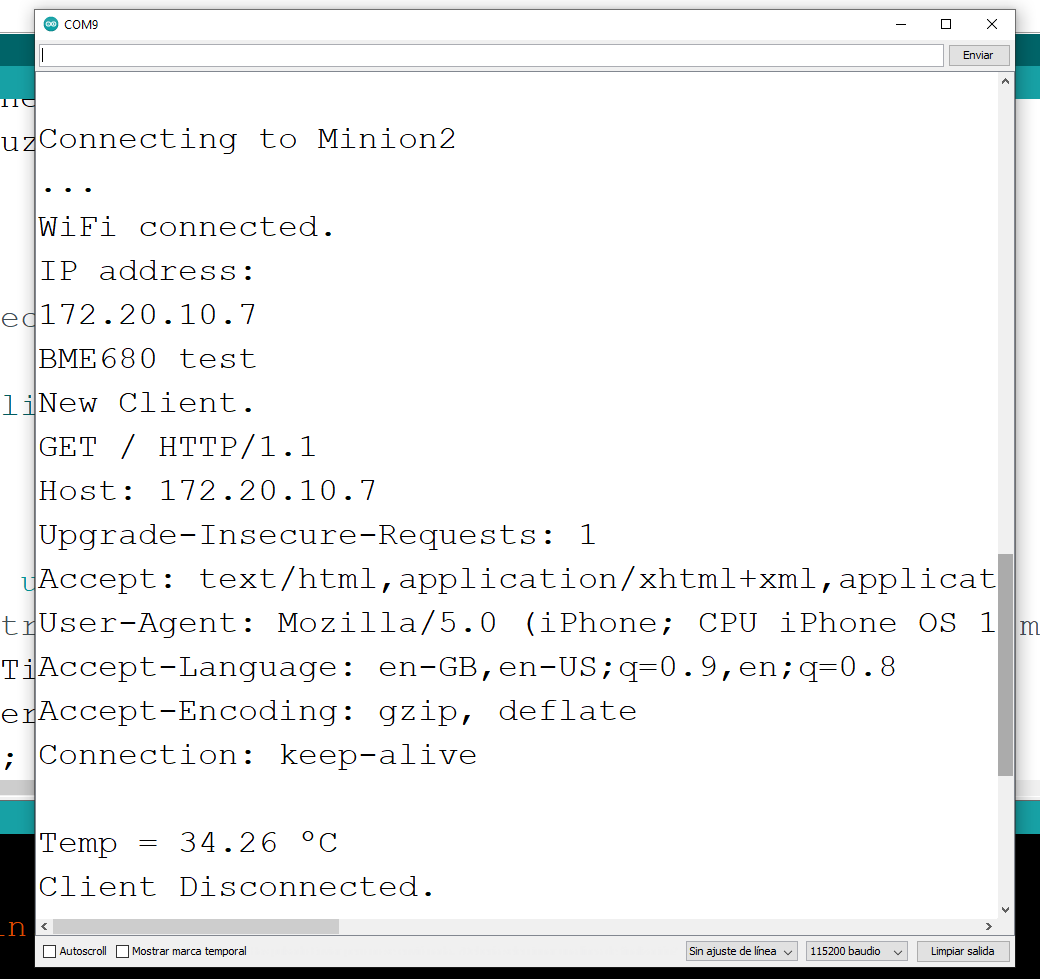 COM9
Enviar
Connecting to Minion2
...
WiFi connected.
IP address:
172.20.10.7
BME680 test
New Client.
GET / HTTP/1.1
Host: 172.20.10.7
Upgrade-Insecure-Requests: 1
Accept: text/html,application/xhtml+xml,applicat
User-Agent: Mozilla/5.0 (iPhone; CPU iPhone OS 1
Accept-Language: en-GB,en-US;q=0.9,en;q=0.8
Accept-Encoding: gzip, deflate
Connection: keep-alive
Temp = 34.26 ºC
Client Disconnected.
Autoscroll Mostrar marca temporal Sin ajuste de línea 115200 baudio Limpiar salida